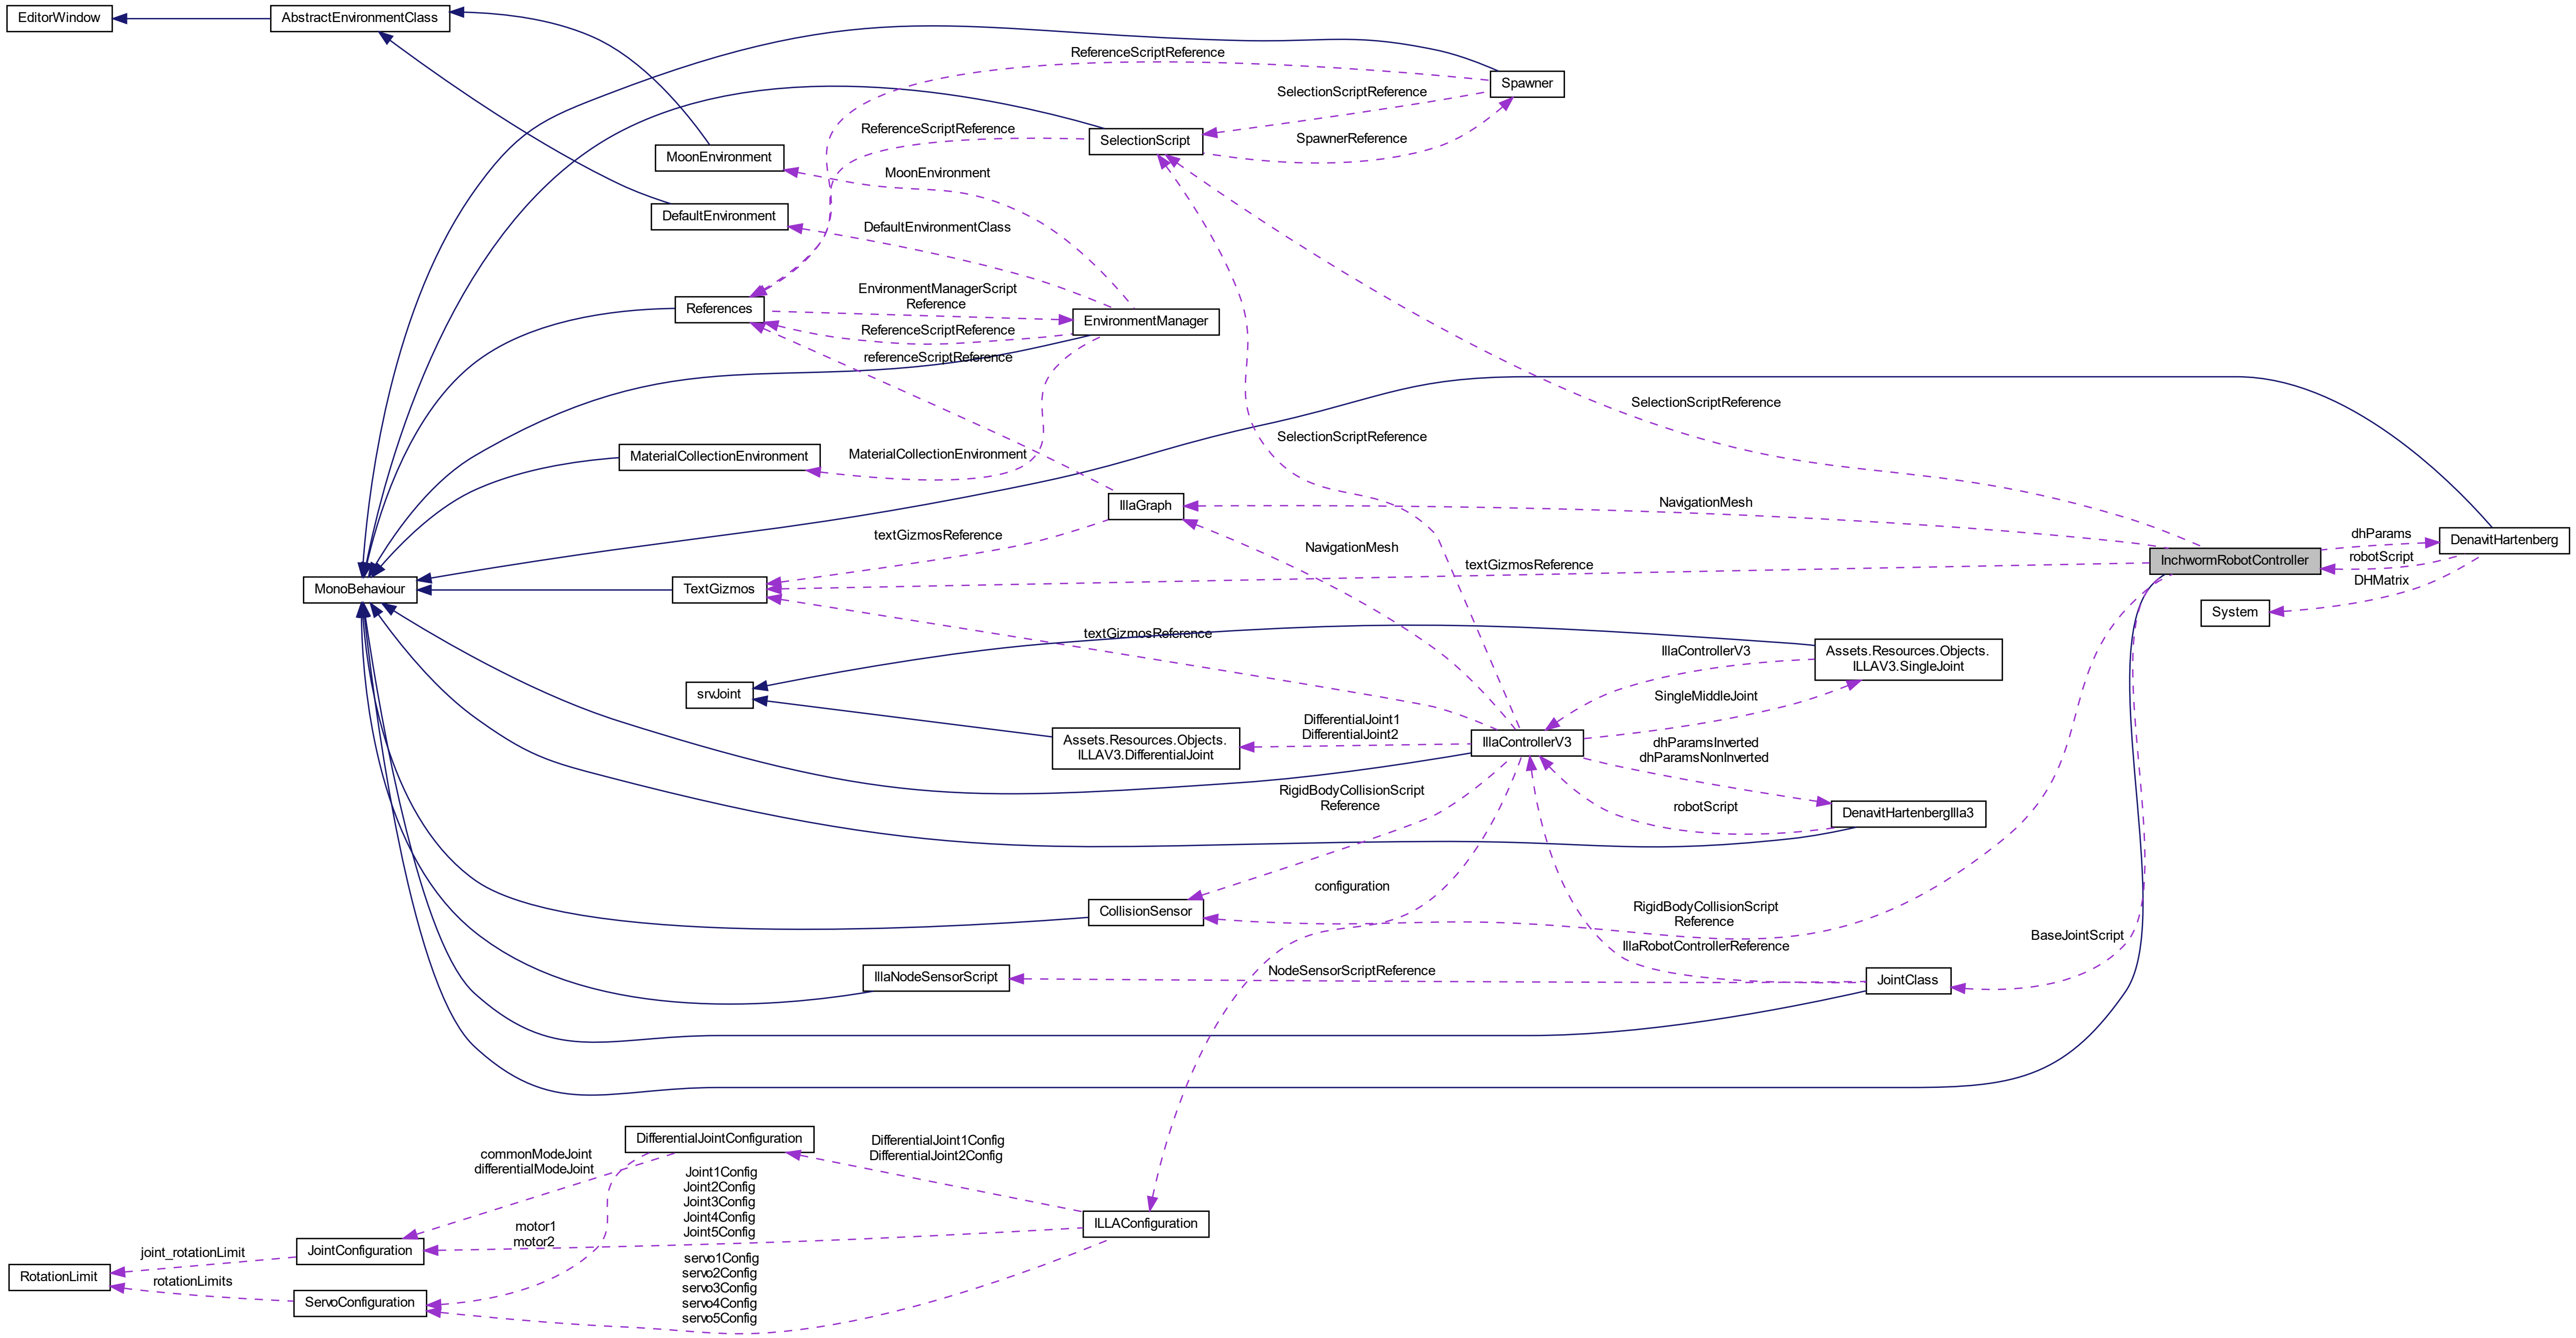 EditorWindow
AbstractEnvironmentClass
ReferenceScriptReference
Spawner
SelectionScriptReference
ReferenceScriptReference
SelectionScript
SpawnerReference
MoonEnvironment
MoonEnvironment
DefaultEnvironment
DefaultEnvironmentClass
EnvironmentManagerScript
Reference
References
EnvironmentManager
ReferenceScriptReference
referenceScriptReference
SelectionScriptReference
SelectionScriptReference
MaterialCollectionEnvironment
MaterialCollectionEnvironment
IllaGraph
NavigationMesh
textGizmosReference
NavigationMesh
dhParams
DenavitHartenberg
robotScript
InchwormRobotController
DHMatrix
textGizmosReference
MonoBehaviour
TextGizmos
System
textGizmosReference
IllaControllerV3
Assets.Resources.Objects.
ILLAV3.SingleJoint
srvJoint
SingleMiddleJoint
DifferentialJoint1
DifferentialJoint2
Assets.Resources.Objects.
ILLAV3.DifferentialJoint
IllaControllerV3
dhParamsInverted
dhParamsNonInverted
RigidBodyCollisionScript
Reference
robotScript
DenavitHartenbergIlla3
configuration
CollisionSensor
RigidBodyCollisionScript
Reference
BaseJointScript
IllaRobotControllerReference
IllaNodeSensorScript
NodeSensorScriptReference
JointClass
DifferentialJointConfiguration
DifferentialJoint1Config
DifferentialJoint2Config
commonModeJoint
differentialModeJoint
Joint1Config
Joint2Config
Joint3Config
Joint4Config
Joint5Config
ILLAConfiguration
motor1
motor2
JointConfiguration
joint_rotationLimit
RotationLimit
rotationLimits
ServoConfiguration
servo1Config
servo2Config
servo3Config
servo4Config
servo5Config